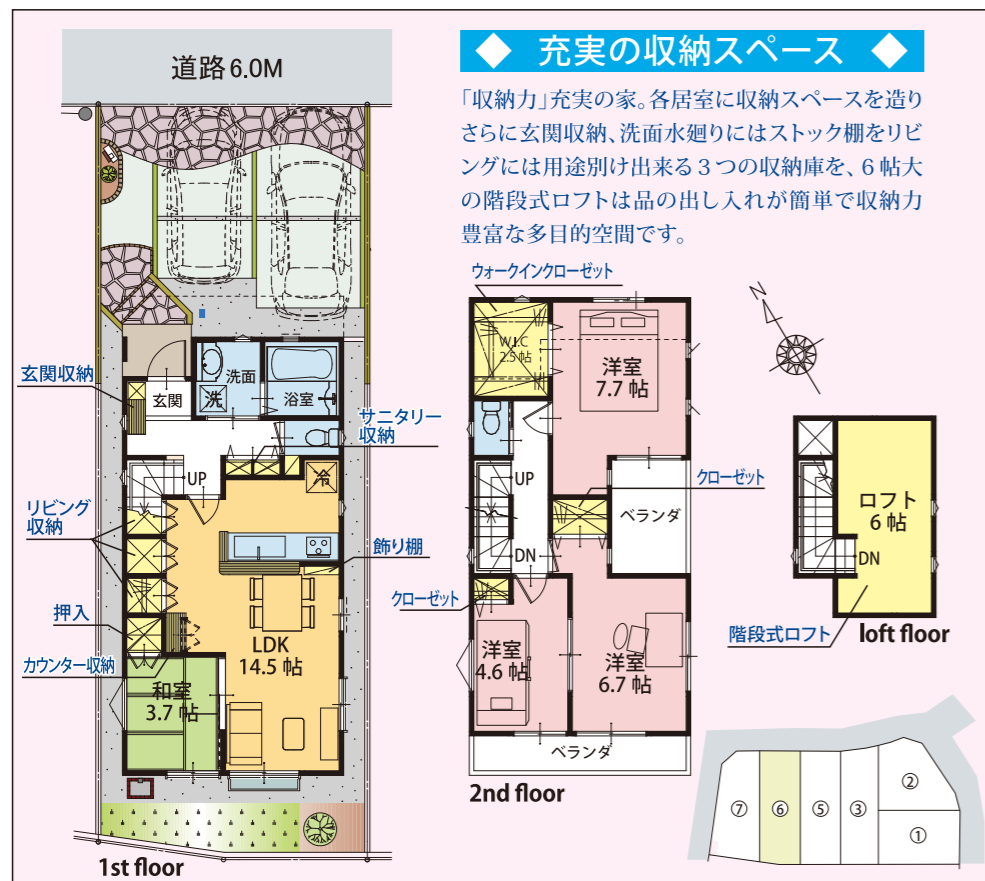 道路6.0M
◆ 充実の収納スペース ◆
「収納力」充実の家。各居室に収納スペースを造り
さらに玄関収納、洗面水廻りにはストック棚をリビ
ングには用途別け出来る3つの収納庫を、6帖大
の階段式ロフトは品の出し入れが簡単で収納力
豊富な多目的空間です。
玄関収納
玄関
洗面
洗
浴室
サニタリー
収納
UP
冷
リビング
収納
飾り棚
押入
カウンター収納
LDK
14.5 帖
和室
3.7 帖
1st floor
ウォークインクローゼット
W.I.C
2.5 帖
洋室
7.7 帖
UP
クローゼット
ベランダ
DN
クローゼット
洋室
4.6 帖
洋室
6.7 帖
ベランダ
2nd floor
N
ロフト
6 帖
DN
階段式ロフト
loft floor
⑦
⑥
⑤
③
②
①